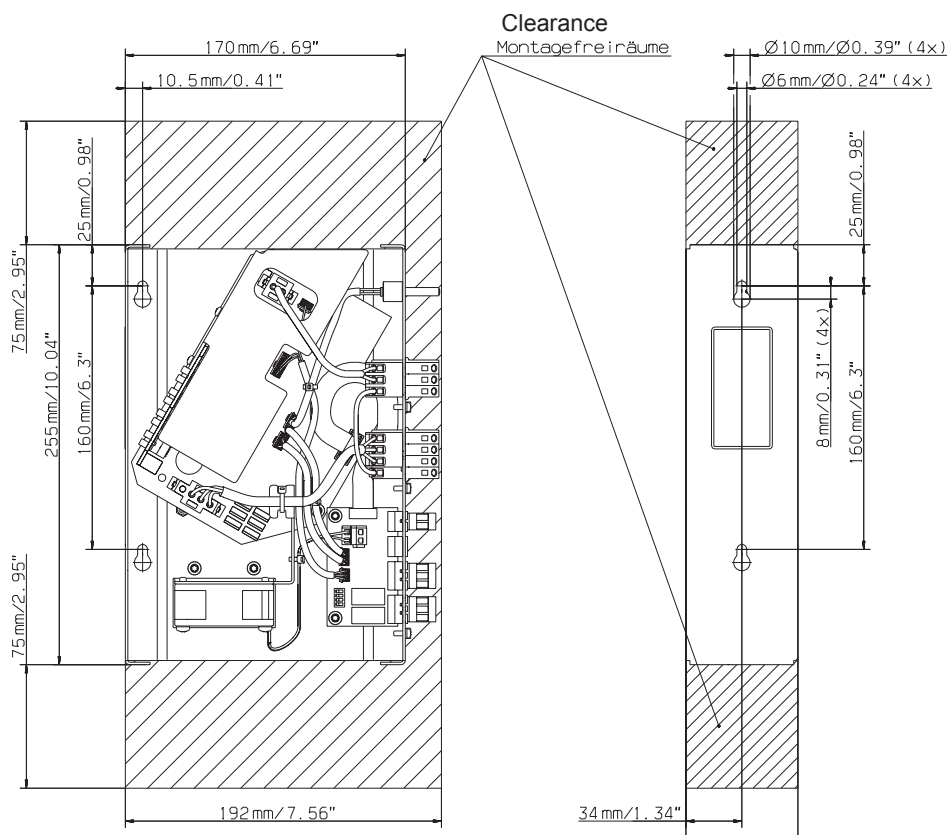 Clearance
Montagefreiräume
170mm/6.69"
10.5mm/0.41"
Ø10mm/Ø0.39" (4x)
Ø6mm/Ø0.24" (4x)
75mm/2.95"
25mm/0.98"
255mm/10.04"
160mm/6.3"
75mm/2.95"
25mm/0.98"
8mm/0.31" (4x)
160mm/6.3"
192mm/7.56"
34mm/1.34"